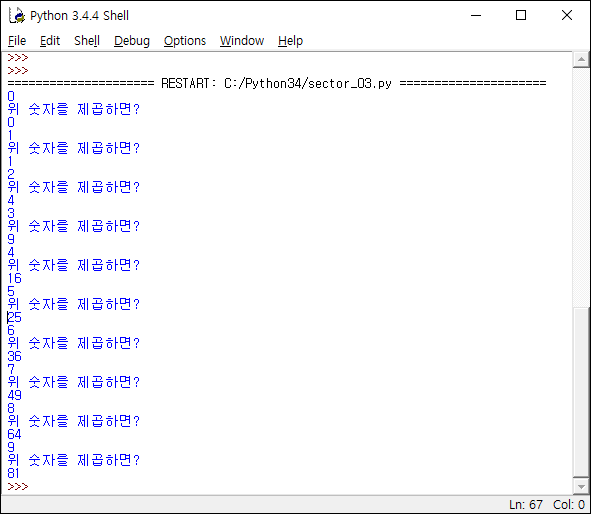 Python 3.4.4 Shell
File Edit Shell Debug Options Window Help
>>>
>>>
===================== RESTART: C:/Python34/sector_03.py =====================
0
위 숫자를 제곱하면?
0
1
위 숫자를 제곱하면?
1
2
위 숫자를 제곱하면?
4
3
위 숫자를 제곱하면?
9
4
위 숫자를 제곱하면?
16
5
위 숫자를 제곱하면?
25
6
위 숫자를 제곱하면?
36
7
위 숫자를 제곱하면?
49
8
위 숫자를 제곱하면?
64
9
위 숫자를 제곱하면?
81
>>>
Ln: 67 Col: 0